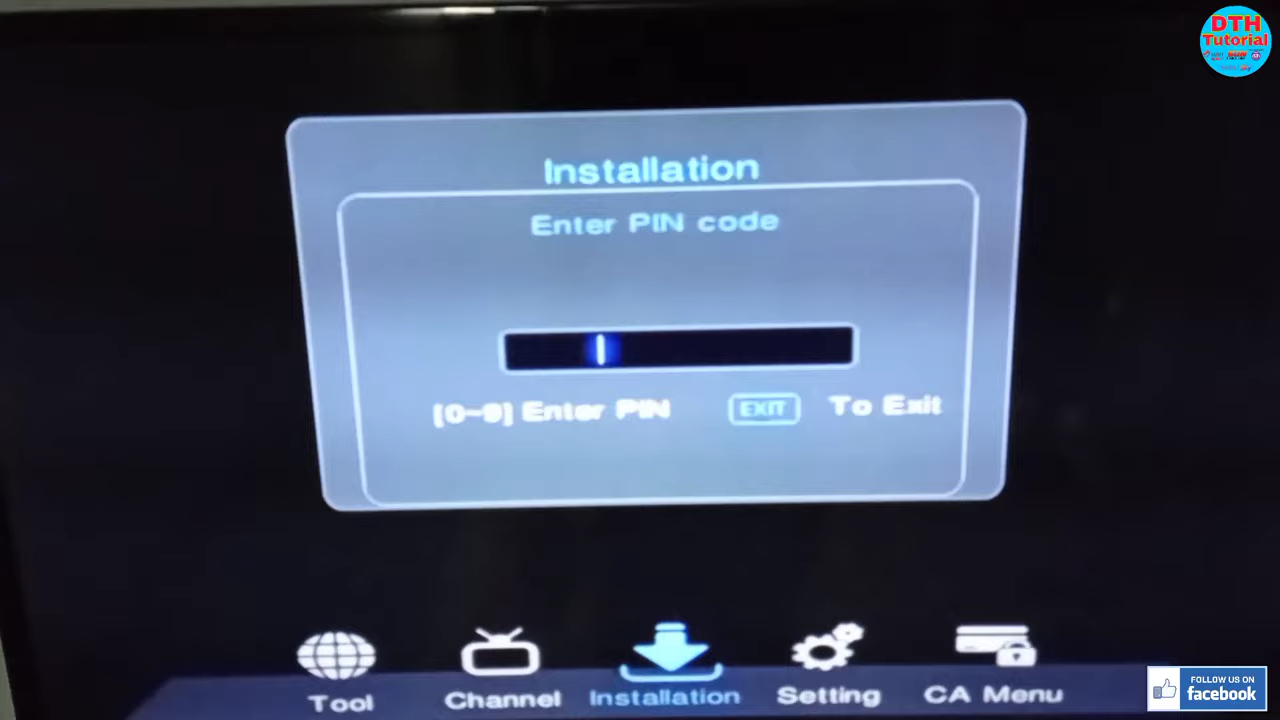 DTH
Tutorial
Installation
Enter PIN code
[0~9] Enter PIN
EXIT
To Exit
Tool
Channel
Installation
Setting
CA Menu
FOLLOW US ON
facebook